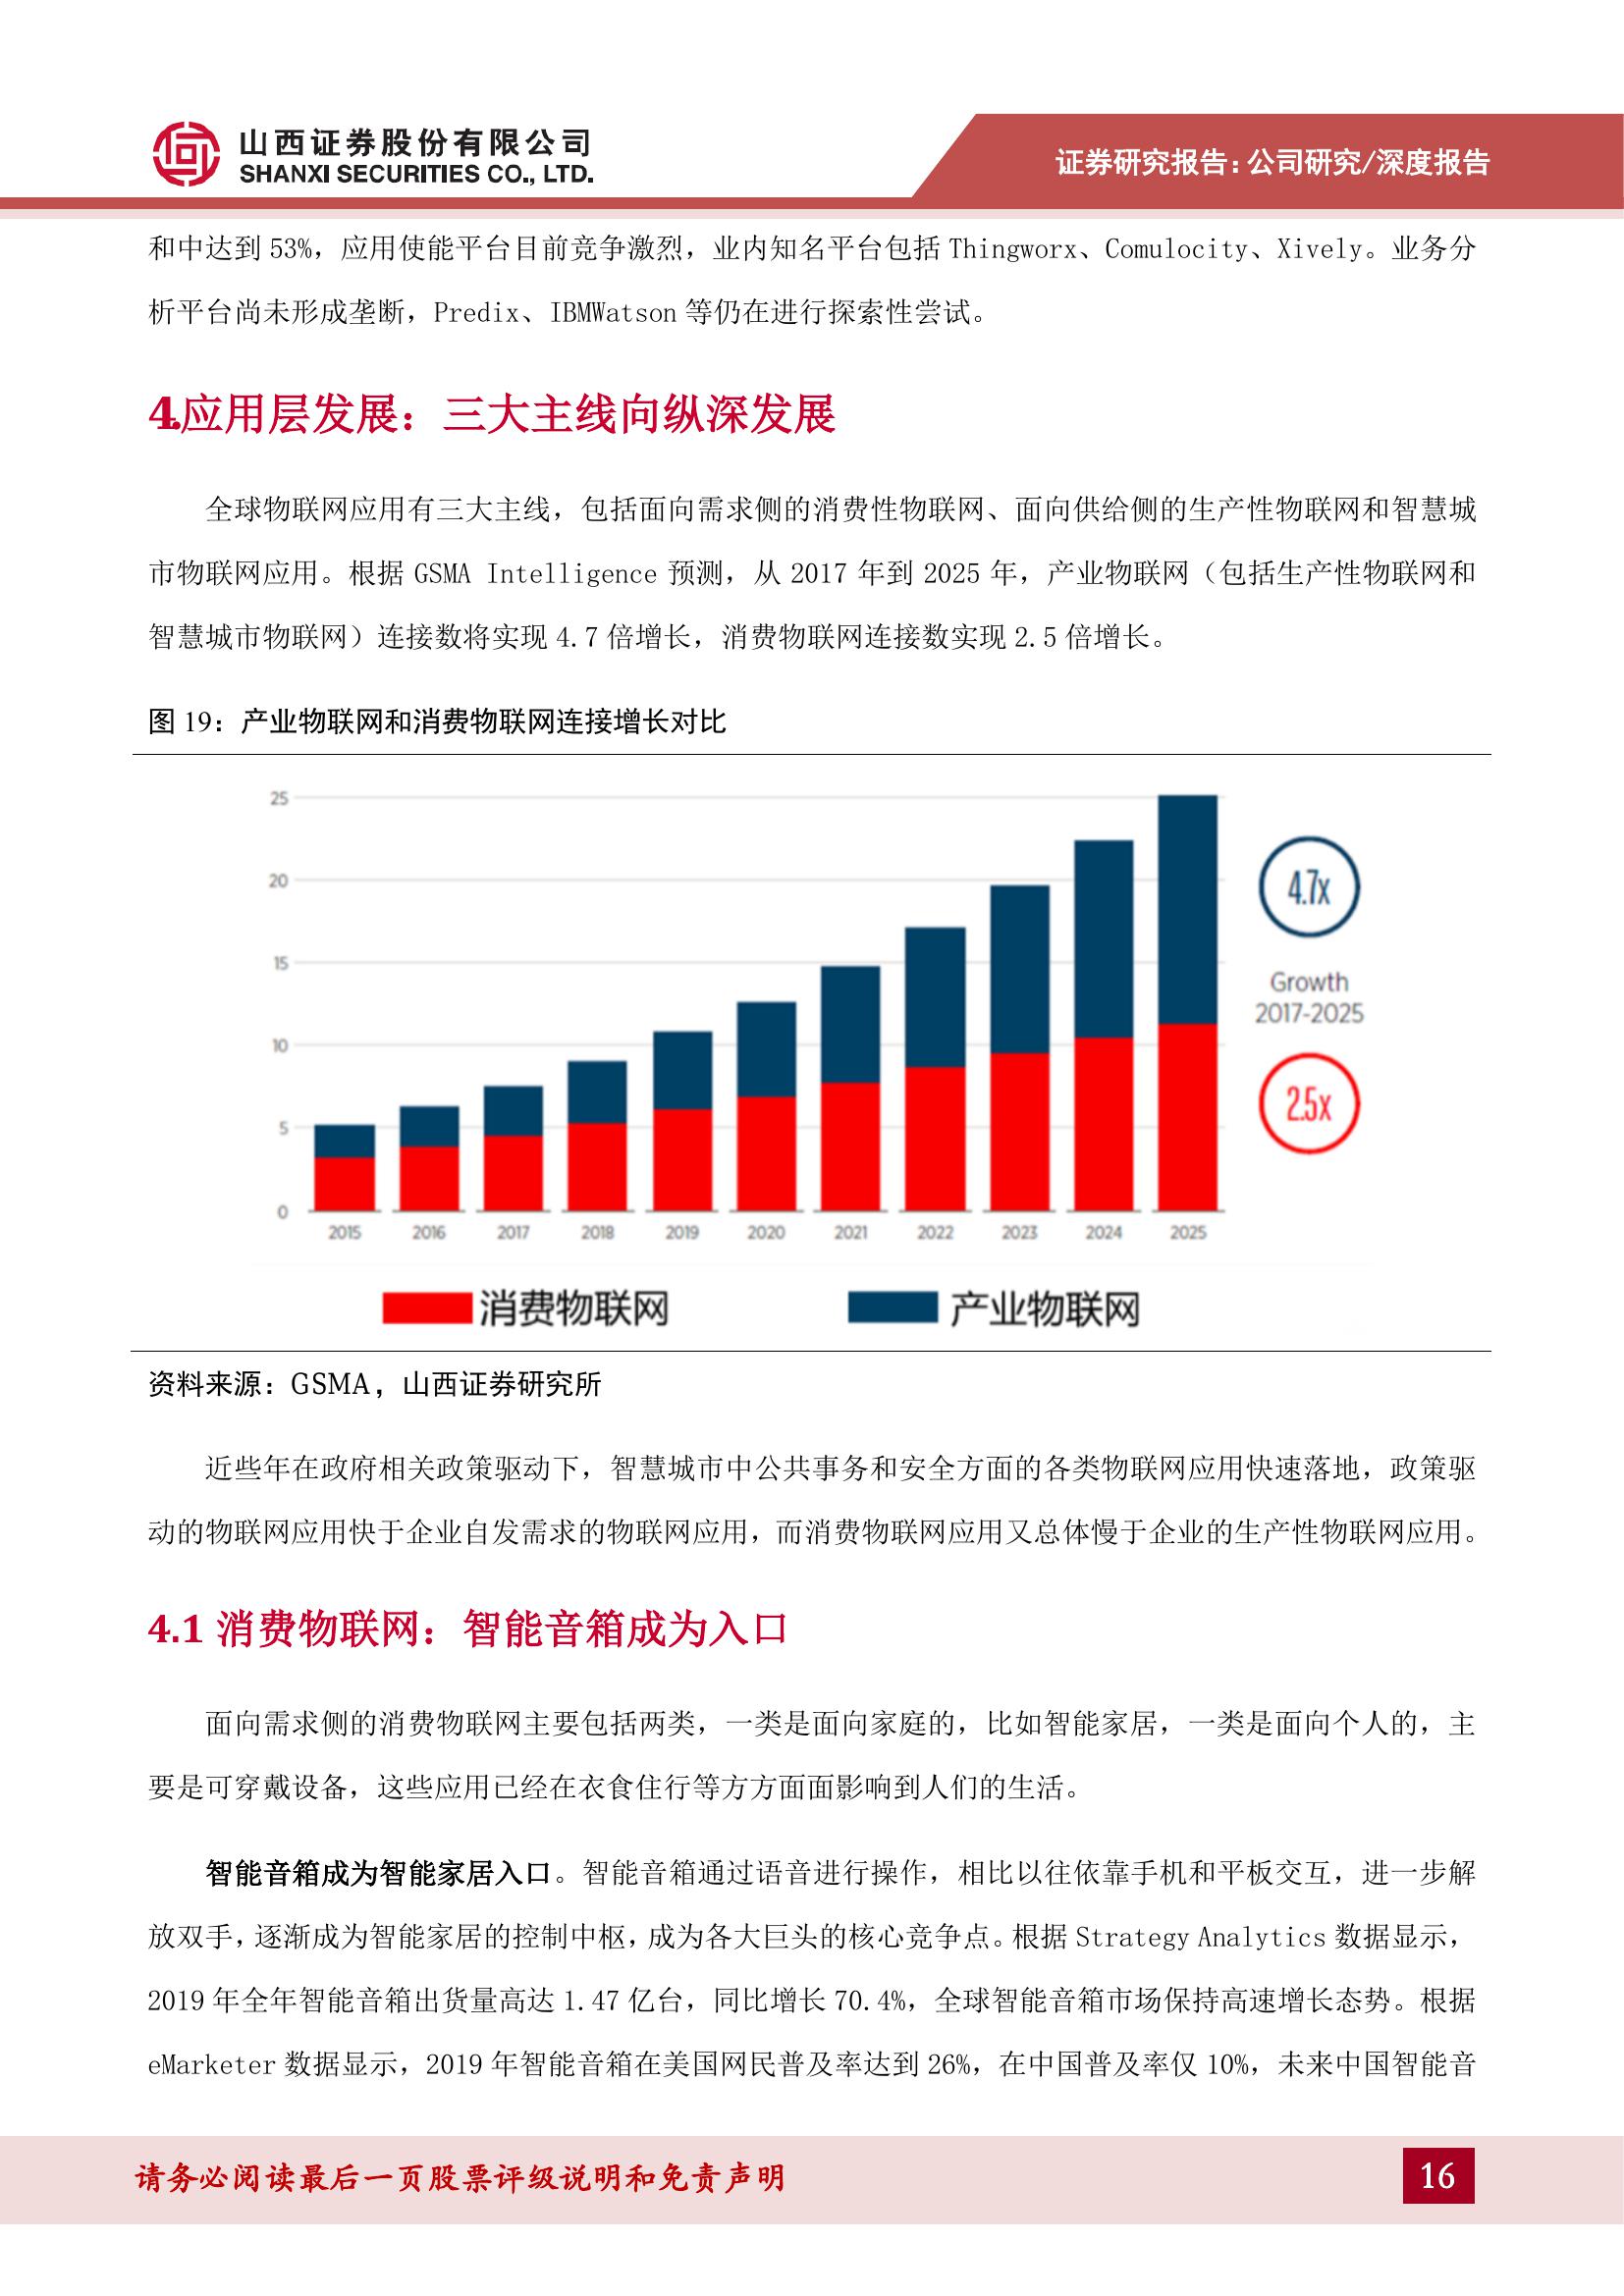 山西证券股份有限公司
SHANXI SECURITIES CO., LTD.
证券研究报告：公司研究/深度报告
和中达到 53%，应用使能平台目前竞争激烈，业内知名平台包括 Thingworx、Comulocity、Xively。业务分
析平台尚未形成垄断，Predix、IBMWatson 等仍在进行探索性尝试。
4.应用层发展：三大主线向纵深发展
全球物联网应用有三大主线，包括面向需求侧的消费性物联网、面向供给侧的生产性物联网和智慧城
市物联网应用。根据 GSMA Intelligence 预测，从 2017 年到 2025 年，产业物联网（包括生产性物联网和
智慧城市物联网）连接数将实现 4.7 倍增长，消费物联网连接数实现 2.5 倍增长。
图 19：产业物联网和消费物联网连接增长对比
25
20
15
10
5
0
2015 2016 2017 2018 2019 2020 2021 2022 2023 2024 2025
4.7x
Growth
2017-2025
2.5x
消费物联网 产业物联网
资料来源：GSMA，山西证券研究所
近些年在政府相关政策驱动下，智慧城市中公共事务和安全方面的各类物联网应用快速落地，政策驱
动的物联网应用快于企业自发需求的物联网应用，而消费物联网应用又总体慢于企业的生产性物联网应用。
4.1 消费物联网：智能音箱成为入口
面向需求侧的消费物联网主要包括两类，一类是面向家庭的，比如智能家居，一类是面向个人的，主
要是可穿戴设备，这些应用已经在衣食住行等方方面面影响到人们的生活。
智能音箱成为智能家居入口。智能音箱通过语音进行操作，相比以往依靠手机和平板交互，进一步解
放双手，逐渐成为智能家居的控制中枢，成为各大巨头的核心竞争点。根据 Strategy Analytics 数据显示，
2019 年全年智能音箱出货量高达 1.47 亿台，同比增长 70.4%，全球智能音箱市场保持高速增长态势。根据
eMarketer 数据显示，2019 年智能音箱在美国网民普及率达到 26%，在中国普及率仅 10%，未来中国智能音
请务必阅读最后一页股票评级说明和免责声明
16